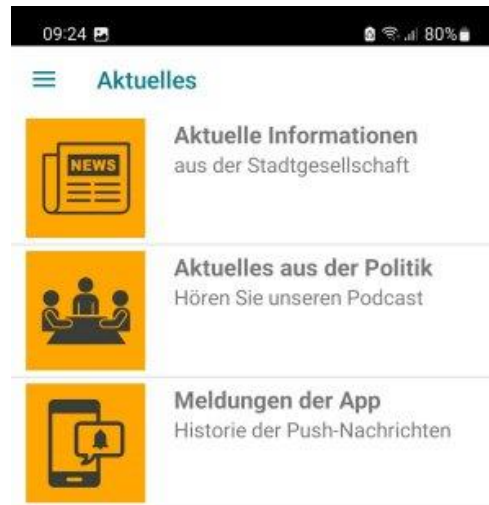 09:24 80%
Aktuelles
NEWS
Aktuelle Informationen
aus der Stadtgesellschaft
Aktuelles aus der Politik
Hören Sie unseren Podcast
Meldungen der App
Historie der Push-Nachrichten